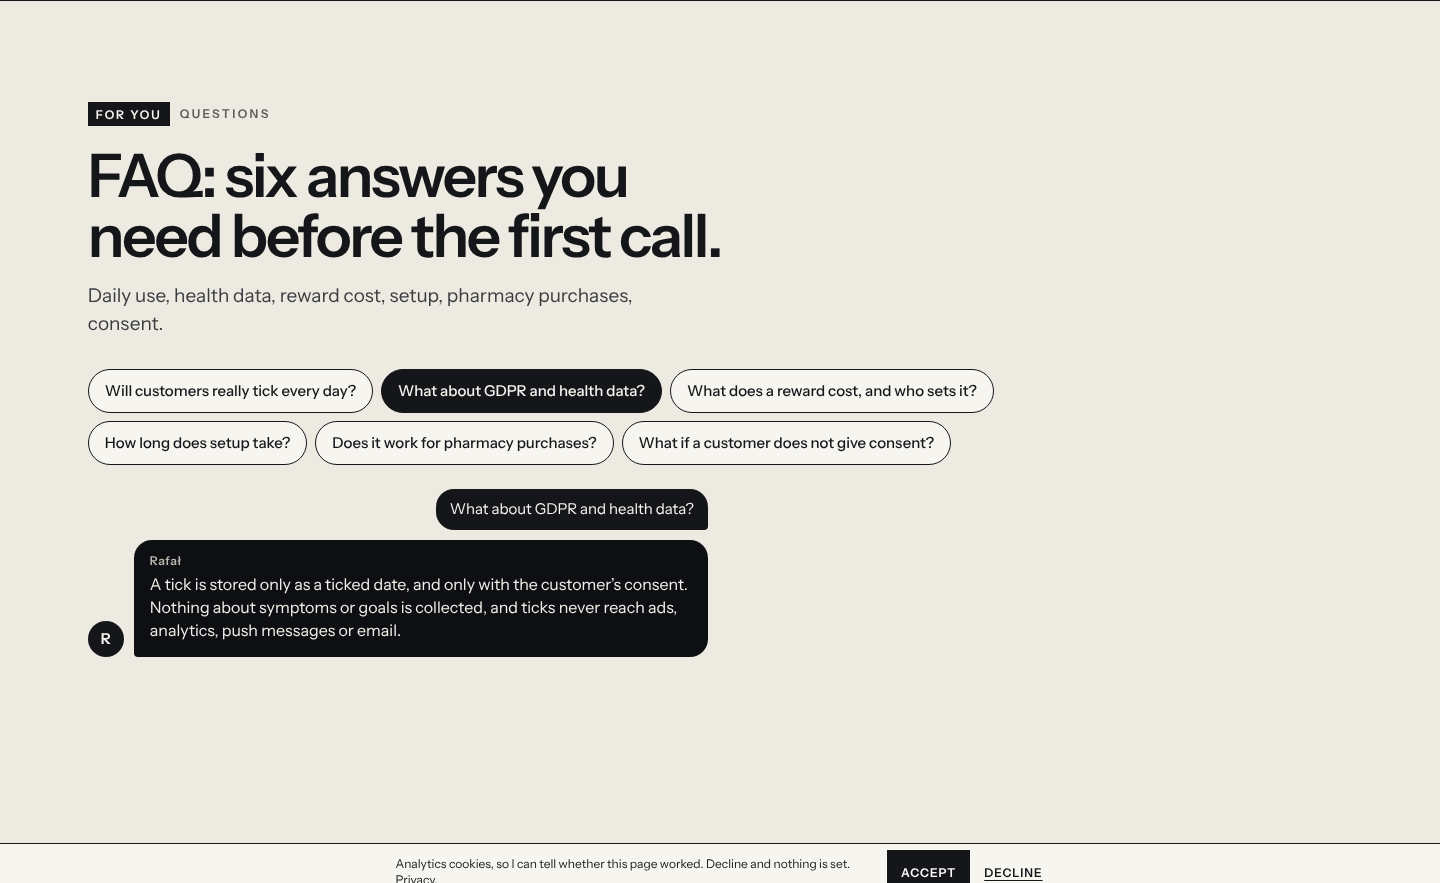 FOR YOU QUESTIONS
FAQ: six answers you
need before the first call.
Daily use, health data, reward cost, setup, pharmacy purchases,
consent.
Will customers really tick every day? What about GDPR and health data? What does a reward cost, and who sets it?
How long does setup take? Does it work for pharmacy purchases? What if a customer does not give consent?
What about GDPR and health data?
Rafał
A tick is stored only as a ticked date, and only with the customer’s consent.
Nothing about symptoms or goals is collected, and ticks never reach ads,
analytics, push messages or email.
R
Analytics cookies, so I can tell whether this page worked. Decline and nothing is set.
Privacy.
ACCEPT DECLINE